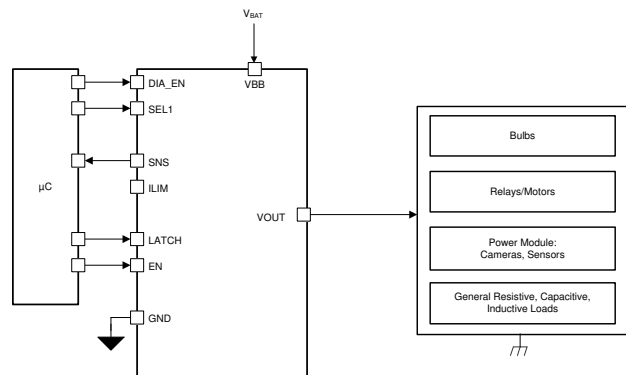 VBAT
VBB
DIA_EN
SEL1
SNS
ILIM
LATCH
EN
GND
VOUT
µC
Bulbs
Relays/Motors
Power Module:
Cameras, Sensors
General Resistive, Capacitive,
Inductive Loads